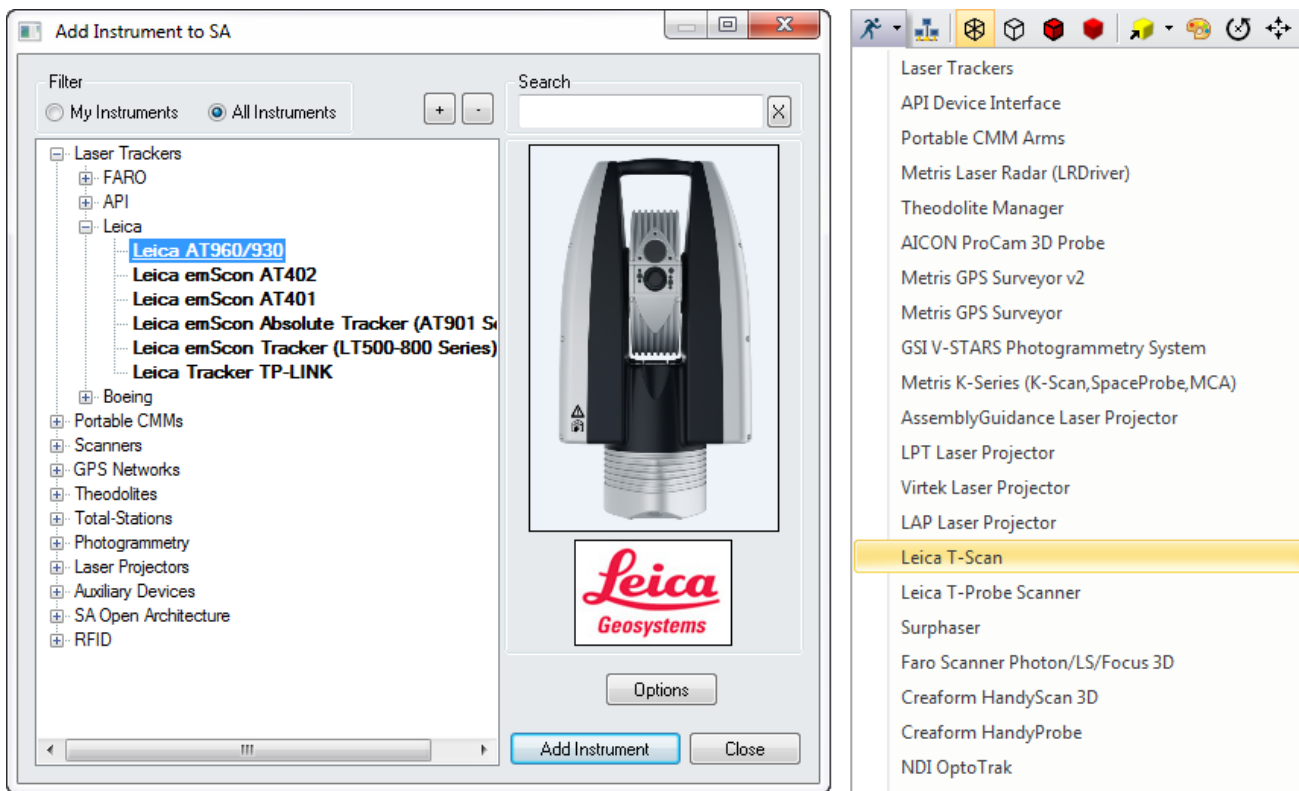 Add Instrument to SA
Filter
My Instruments
All Instruments
+
-
Search
X
Laser Trackers
FARO
API
Leica
Leica AT960/930
Leica emScon AT402
Leica emScon AT401
Leica emScon Absolute Tracker (AT901 Se
Leica emScon Tracker (LT500-800 Series)
Leica Tracker TP-LINK
Boeing
Portable CMMs
Scanners
GPS Networks
Theodolites
Total-Stations
Photogrammetry
Laser Projectors
Auxiliary Devices
SA Open Architecture
RFID
Leica
Geosystems
Options
Add Instrument
Close
Laser Trackers
API Device Interface
Portable CMM Arms
Metris Laser Radar (LRDriver)
Theodolite Manager
AICON ProCam 3D Probe
Metris GPS Surveyor v2
Metris GPS Surveyor
GSI V-STARS Photogrammetry System
Metris K-Series (K-Scan,SpaceProbe,MCA)
AssemblyGuidance Laser Projector
LPT Laser Projector
Virtek Laser Projector
LAP Laser Projector
Leica T-Scan
Leica T-Probe Scanner
Surphaser
Faro Scanner Photon/LS/Focus 3D
Creaform HandyScan 3D
Creaform HandyProbe
NDI OptoTrak